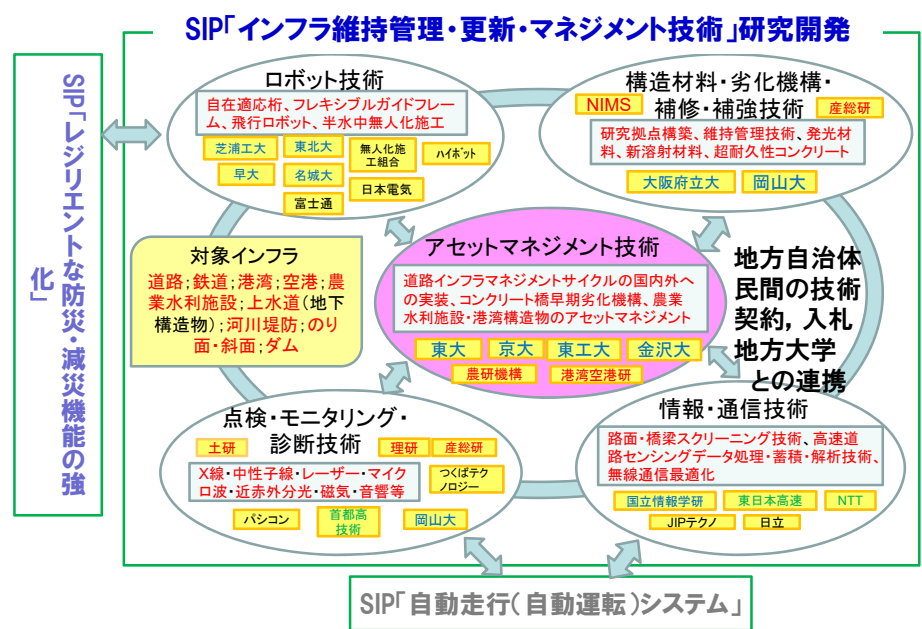 SIP「インフラ維持管理・更新・マネジメント技術」研究開発
SIP「レジリエントな防災・減災機能の強
化」
ロボット技術
自在適応桁、フレキシブルガイドフレー
ム、飛行ロボット、半水中無人化施工
芝浦工大
東北大
無人化施
工組合
ハイボット
早大
名城大
日本電気
富士通
構造材料・劣化機構・
補修・補強技術
NIMS
産総研
研究拠点構築、維持管理技術、発光材
料、新溶射材料、超耐久性コンクリート
大阪府立大
岡山大
対象インフラ
道路;鉄道;港湾;空港;農
業水利施設;上水道(地下
構造物);河川堤防;のり
面・斜面;ダム
アセットマネジメント技術
道路インフラマネジメントサイクルの国内外へ
の実装、コンクリート橋早期劣化機構、農業
水利施設・港湾構造物のアセットマネジメント
東大
京大
東工大
金沢大
農研機構
港湾空港研
地方自治体
民間の技術
契約，入札
地方大学
との連携
点検・モニタリング・
診断技術
土研
理研
産総研
X線・中性子線・レーザー・マイク
ロ波・近赤外分光・磁気・音響等
つくばテク
ノロジー
パシコン
首都高
技術
岡山大
情報・通信技術
路面・橋梁スクリーニング技術、高速道
路センシングデータ処理・蓄積・解析技術、
無線通信最適化
国立情報学研
東日本高速
NTT
JIPテクノ
日立
SIP「自動走行(自動運転)システム」